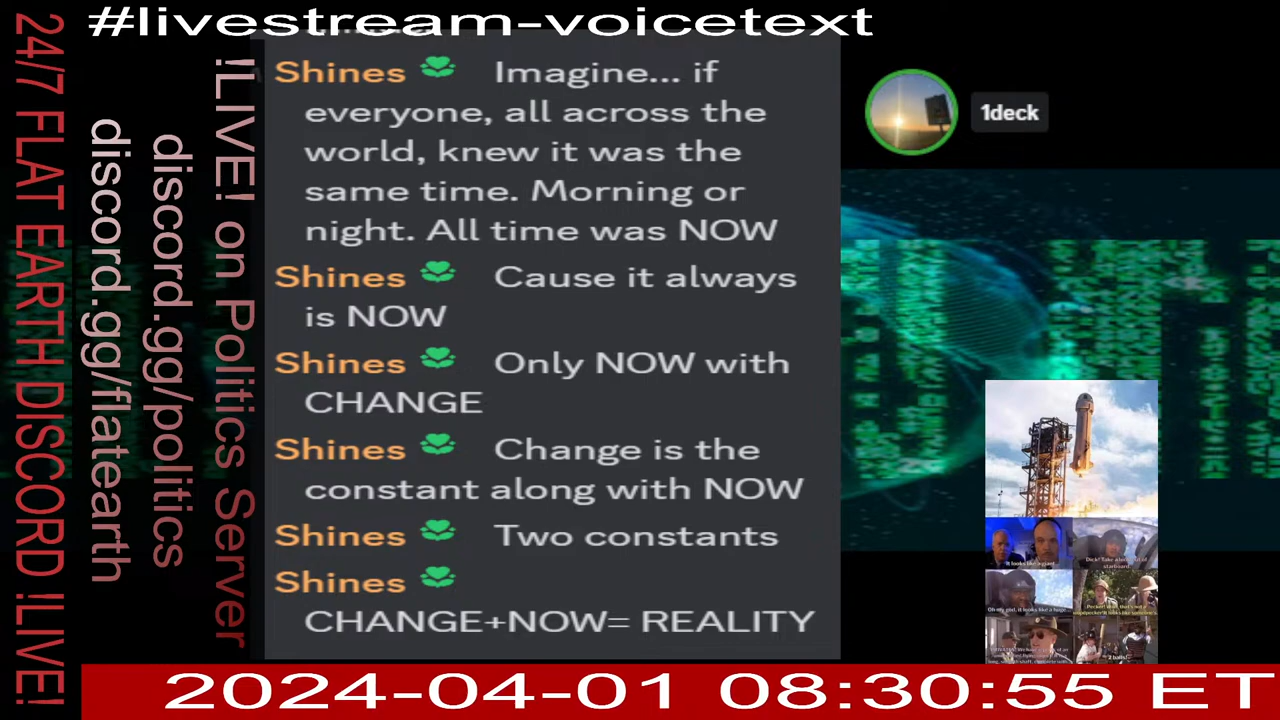 #livestream-voicetext
24/7 FLAT EARTH DISCORD !LIVE!
discord.gg/flatearth
discord.gg/politics
!LIVE! on Politics Server
Shines Imagine... if
everyone, all across the
world, knew it was the
same time. Morning or
night. All time was NOW
Shines Cause it always
is NOW
Shines Only NOW with
CHANGE
Shines Change is the
constant along with NOW
Shines Two constants
Shines
CHANGE+NOW= REALITY
1deck
2024-04-01 08:30:55 ET